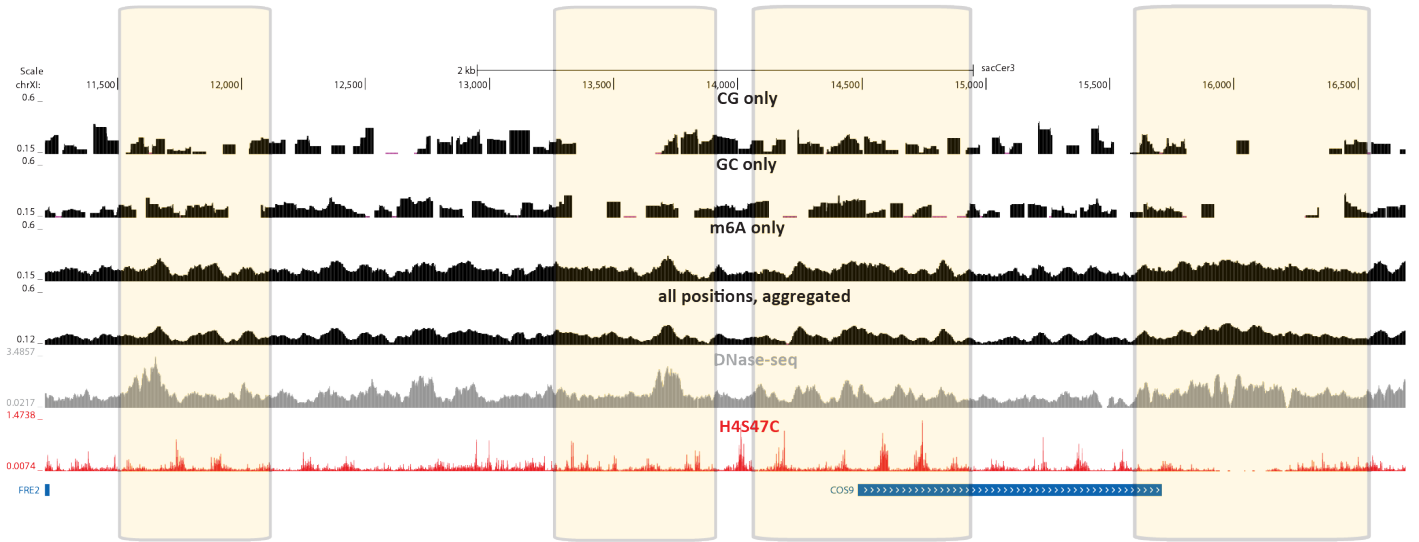 Scale
2 kb
sacCer3
chrXI:
11,500
12,000
12,500
13,000
13,500
14,000
14,500
15,000
15,500
16,000
16,500
0.6 _
CG only
0.15 _
0.6 _
GC only
0.15 _
0.6 _
m6A only
0.15 _
0.6 _
all positions, aggregated
0.12 _
3.4857 _
DNase-seq
0.0217 _
1.4738 _
H4S47C
0.0074 _
FRE2
COS9